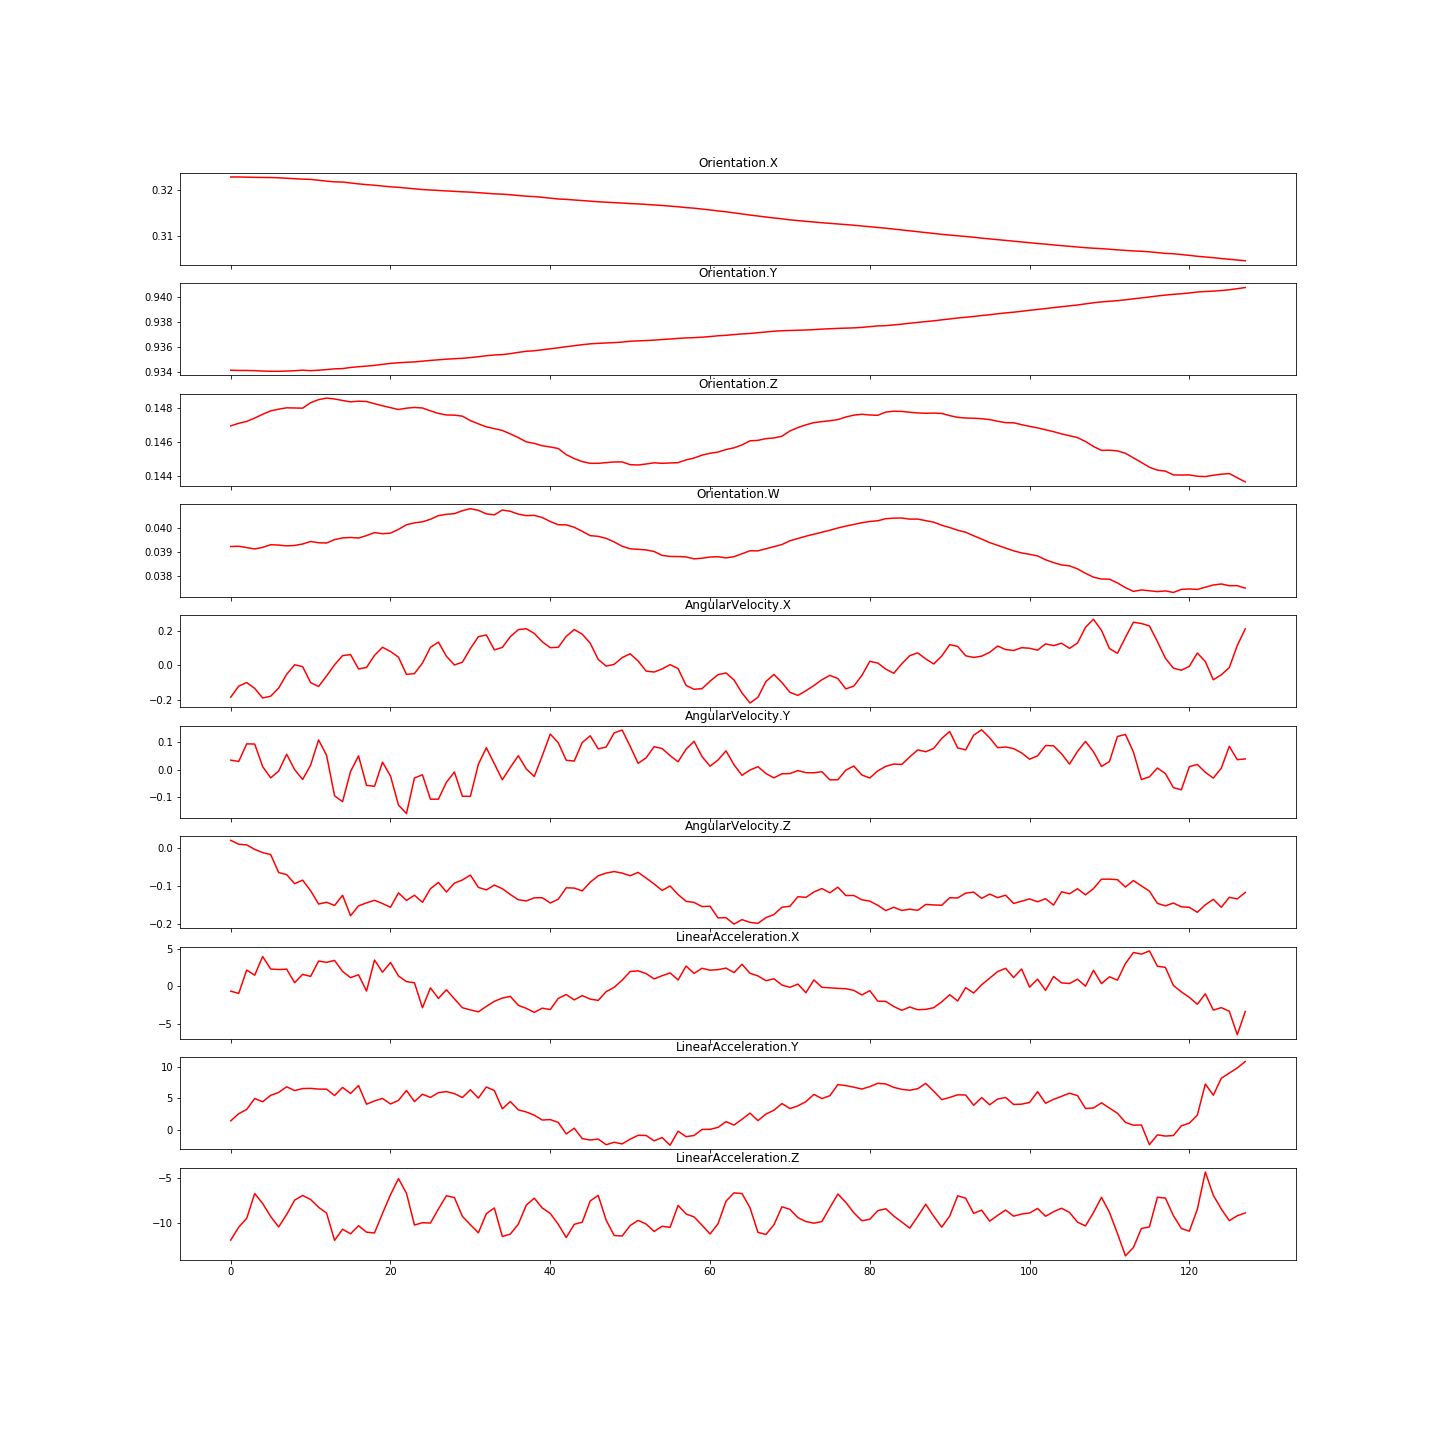 Orientation.X
0.32
0.31
Orientation.Y
0.940
0.938
0.936
0.934
Orientation.Z
0.148
0.146
0.144
Orientation.W
0.040
0.039
0.038
AngularVelocity.X
0.2
0.0
−0.2
AngularVelocity.Y
0.1
0.0
−0.1
AngularVelocity.Z
0.0
−0.1
−0.2
LinearAcceleration.X
5
0
−5
LinearAcceleration.Y
10
5
0
LinearAcceleration.Z
−5
−10
0 20 40 60 80 100 120